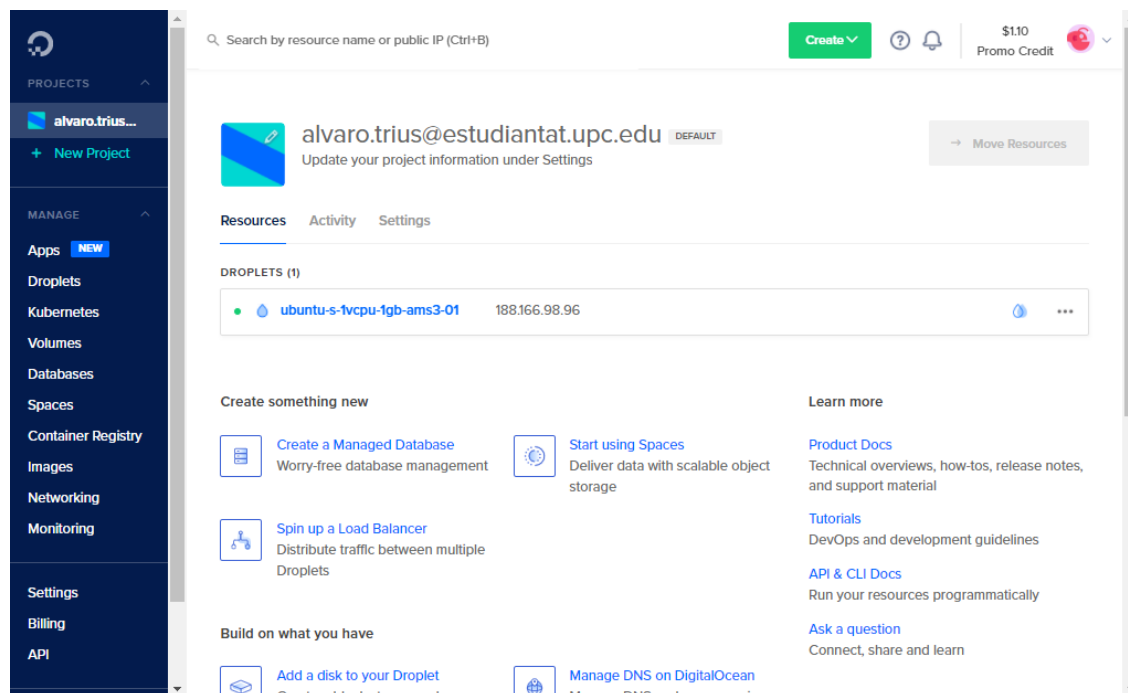 Search by resource name or public IP (Ctrl+B)
Create
$1.10
Promo Credit
PROJECTS
alvaro.trius...
+ New Project
MANAGE
Apps NEW
Droplets
Kubernetes
Volumes
Databases
Spaces
Container Registry
Images
Networking
Monitoring
Settings
Billing
API
alvaro.trius@estudiantat.upc.edu DEFAULT
Update your project information under Settings
→ Move Resources
Resources Activity Settings
DROPLETS (1)
ubuntu-s-1vcpu-1gb-ams3-01 188.166.98.96
Create something new
Create a Managed Database
Worry-free database management
Start using Spaces
Deliver data with scalable object
storage
Spin up a Load Balancer
Distribute traffic between multiple
Droplets
Build on what you have
Add a disk to your Droplet
Manage DNS on DigitalOcean
Learn more
Product Docs
Technical overviews, how-tos, release notes,
and support material
Tutorials
DevOps and development guidelines
API & CLI Docs
Run your resources programmatically
Ask a question
Connect, share and learn